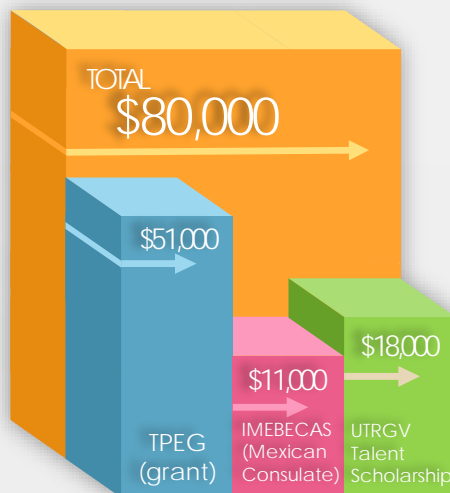 TOTAL
$80,000
$51,000
TPEG
(grant)
$11,000
IMEBECAS
(Mexican
Consulate)
$18,000
UTRGV
Talent
Scholarship